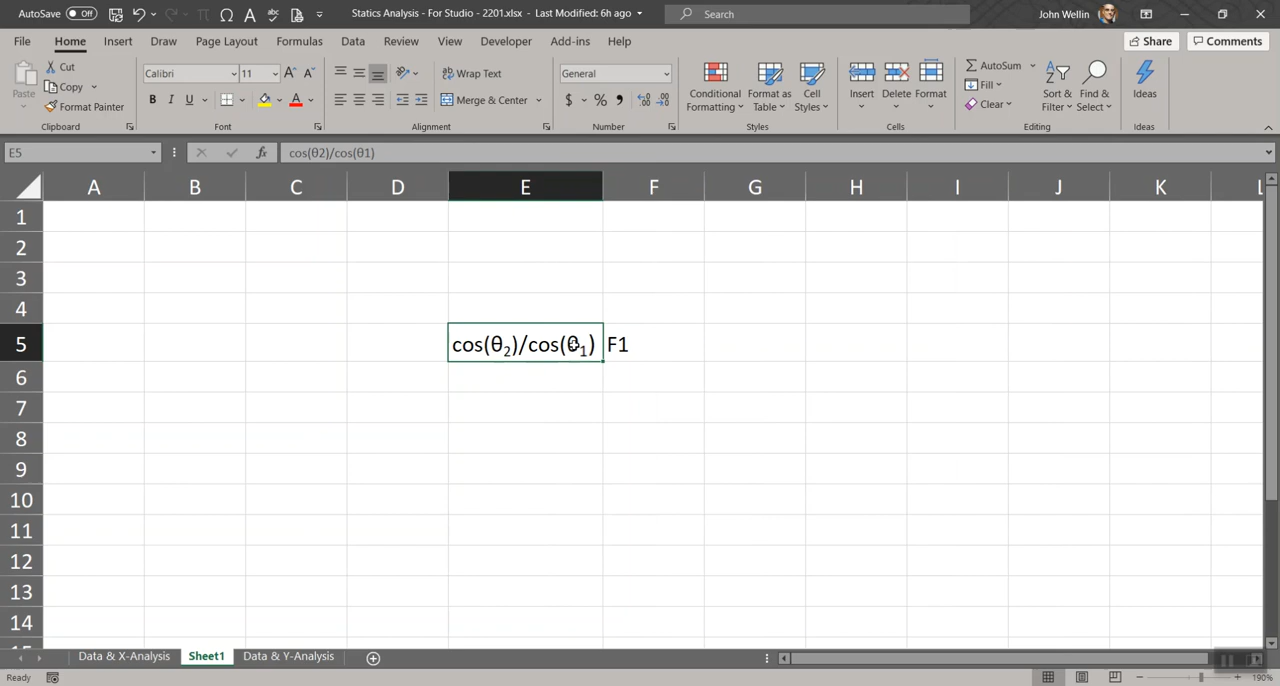 AutoSave Off Statics Analysis - For Studio - 2201.xlsx - Last Modified: 6h ago Search John Wellin
File Home Insert Draw Page Layout Formulas Data Review View Developer Add-ins Help Share Comments
Paste Cut Copy Format Painter Clipboard
Calibri 11 B I U A Font
Wrap Text Merge & Center Alignment
General $ % Number
Conditional Formatting Format as Table Cell Styles Styles
Insert Delete Format Cells
AutoSum Fill Clear Sort & Filter Find & Select Editing
Ideas Ideas
E5 fx cos(θ2)/cos(θ1)
A B C D E F G H I J K L
1
2
3
4
5 cos(θ₂)/cos(θ₁) F1
6
7
8
9
10
11
12
13
14
15
Data & X-Analysis Sheet1 Data & Y-Analysis
Ready 190%